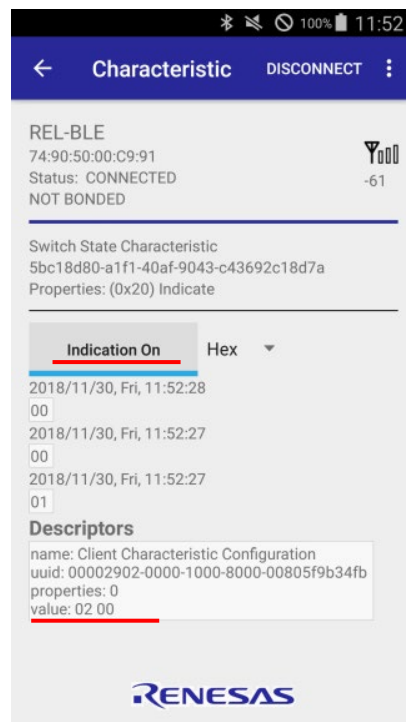 100% 11:52
Characteristic DISCONNECT
REL-BLE
74:90:50:00:C9:91
Status: CONNECTED
-61
NOT BONDED
Switch State Characteristic
5bc18d80-a1f1-40af-9043-c43692c18d7a
Properties: (0x20) Indicate
Indication On Hex
2018/11/30, Fri, 11:52:28
00
2018/11/30, Fri, 11:52:27
00
2018/11/30, Fri, 11:52:27
01
Descriptors
name: Client Characteristic Configuration
uuid: 00002902-0000-1000-8000-00805f9b34fb
properties: 0
value: 02 00
RENESAS